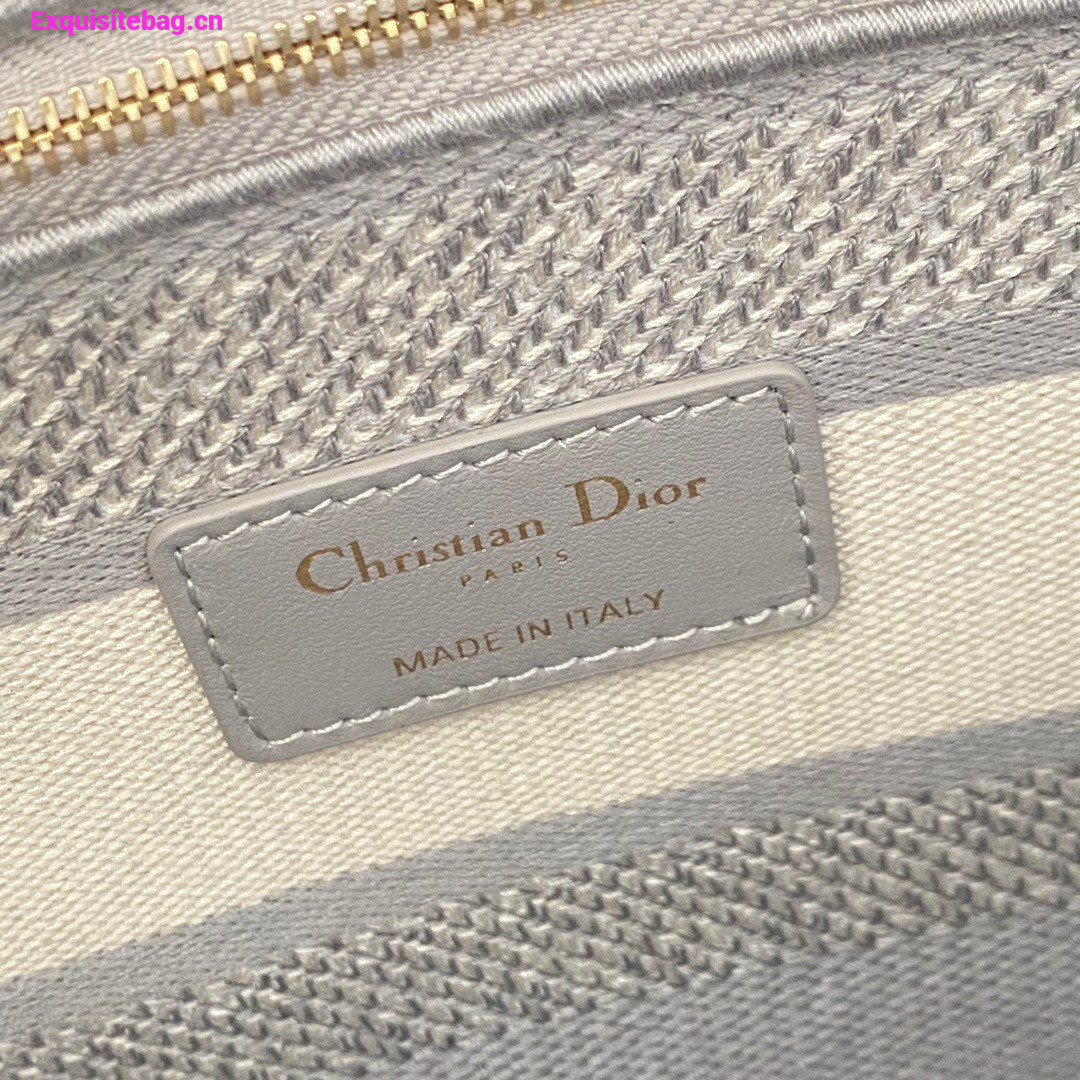 Exquisitebag.cn
Christian Dior
PARIS
MADE IN ITALY